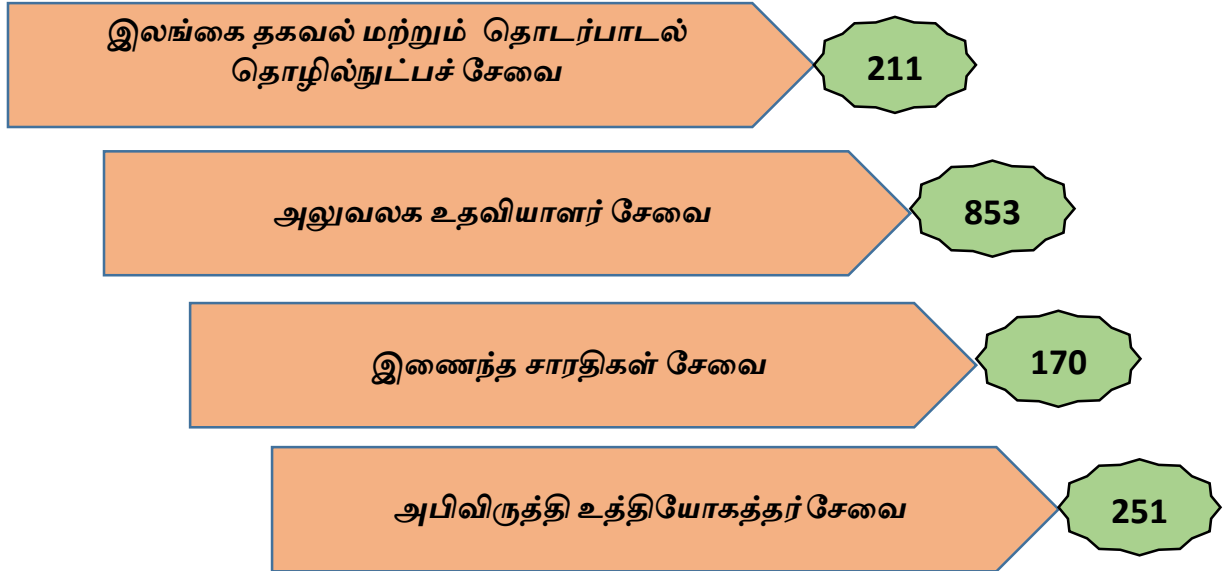 இலங்கை தகவல் மற்றும் தொடர்பாடல்
தொழில்நுட்பச் சேவை
211
அலுவலக உதவியாளர் சேவை
853
இணைந்த சாரதிகள் சேவை
170
அபிவிருத்தி உத்தியோகத்தர் சேவை
251